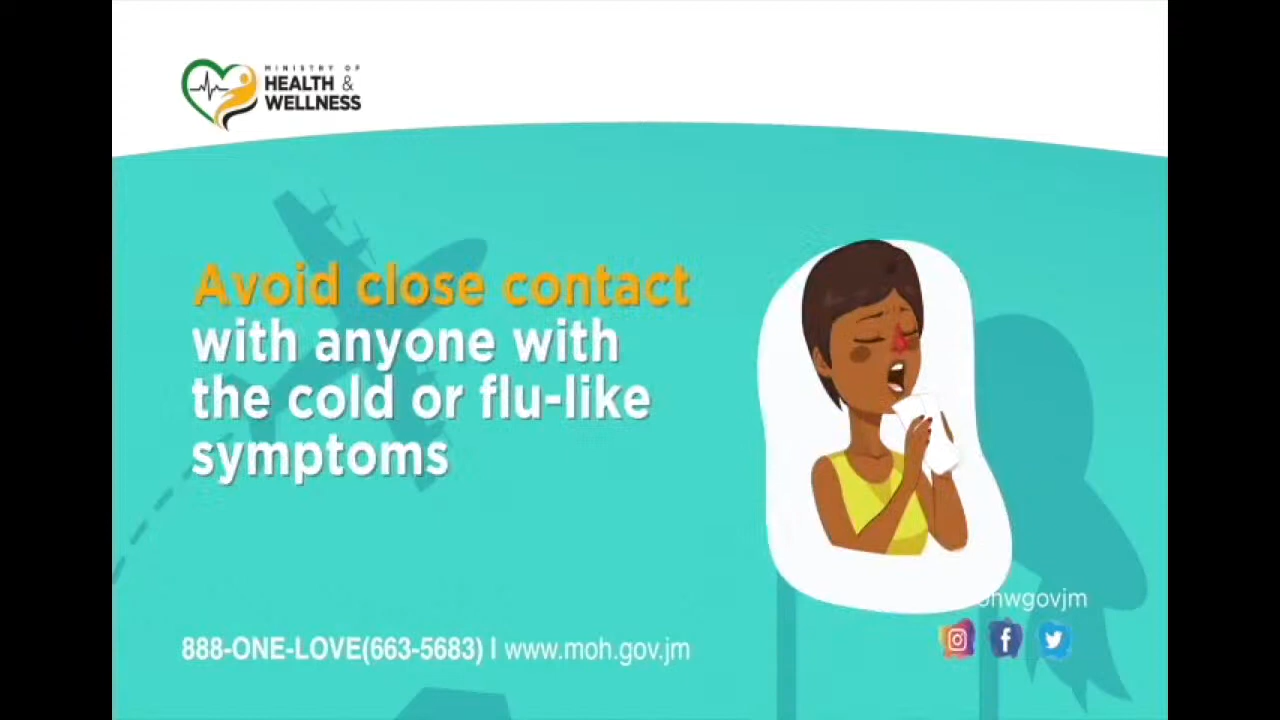 MINISTRY OF
HEALTH &
WELLNESS
Avoid close contact
with anyone with
the cold or flu-like
symptoms
ohwgovjm
888-ONE-LOVE(663-5683) | www.moh.gov.jm